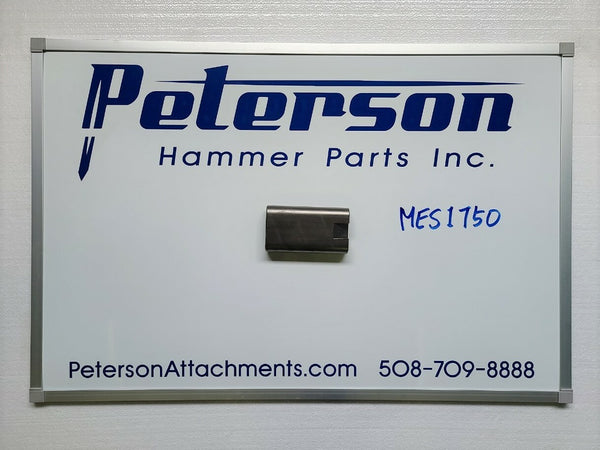 Peterson
Hammer Parts Inc.
MES1750
PetersonAttachments.com 508-709-8888